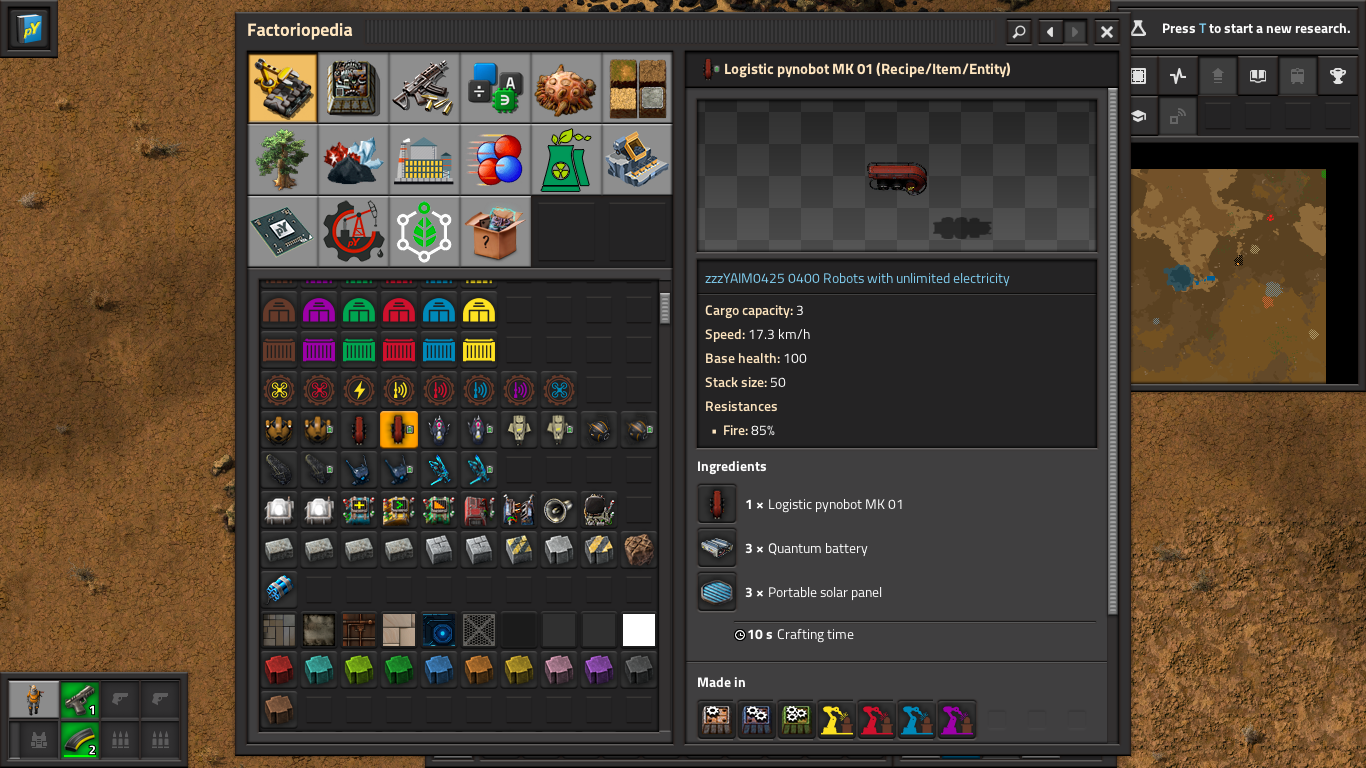 Factoriopedia
Press T to start a new research.
Logistic pynobot MK 01 (Recipe/Item/Entity)
zzzYAIM0425 0400 Robots with unlimited electricity
Cargo capacity: 3
Speed: 17.3 km/h
Base health: 100
Stack size: 50
Resistances
• Fire: 85%
Ingredients
1 × Logistic pynobot MK 01
3 × Quantum battery
3 × Portable solar panel
10 s Crafting time
Made in
1
2